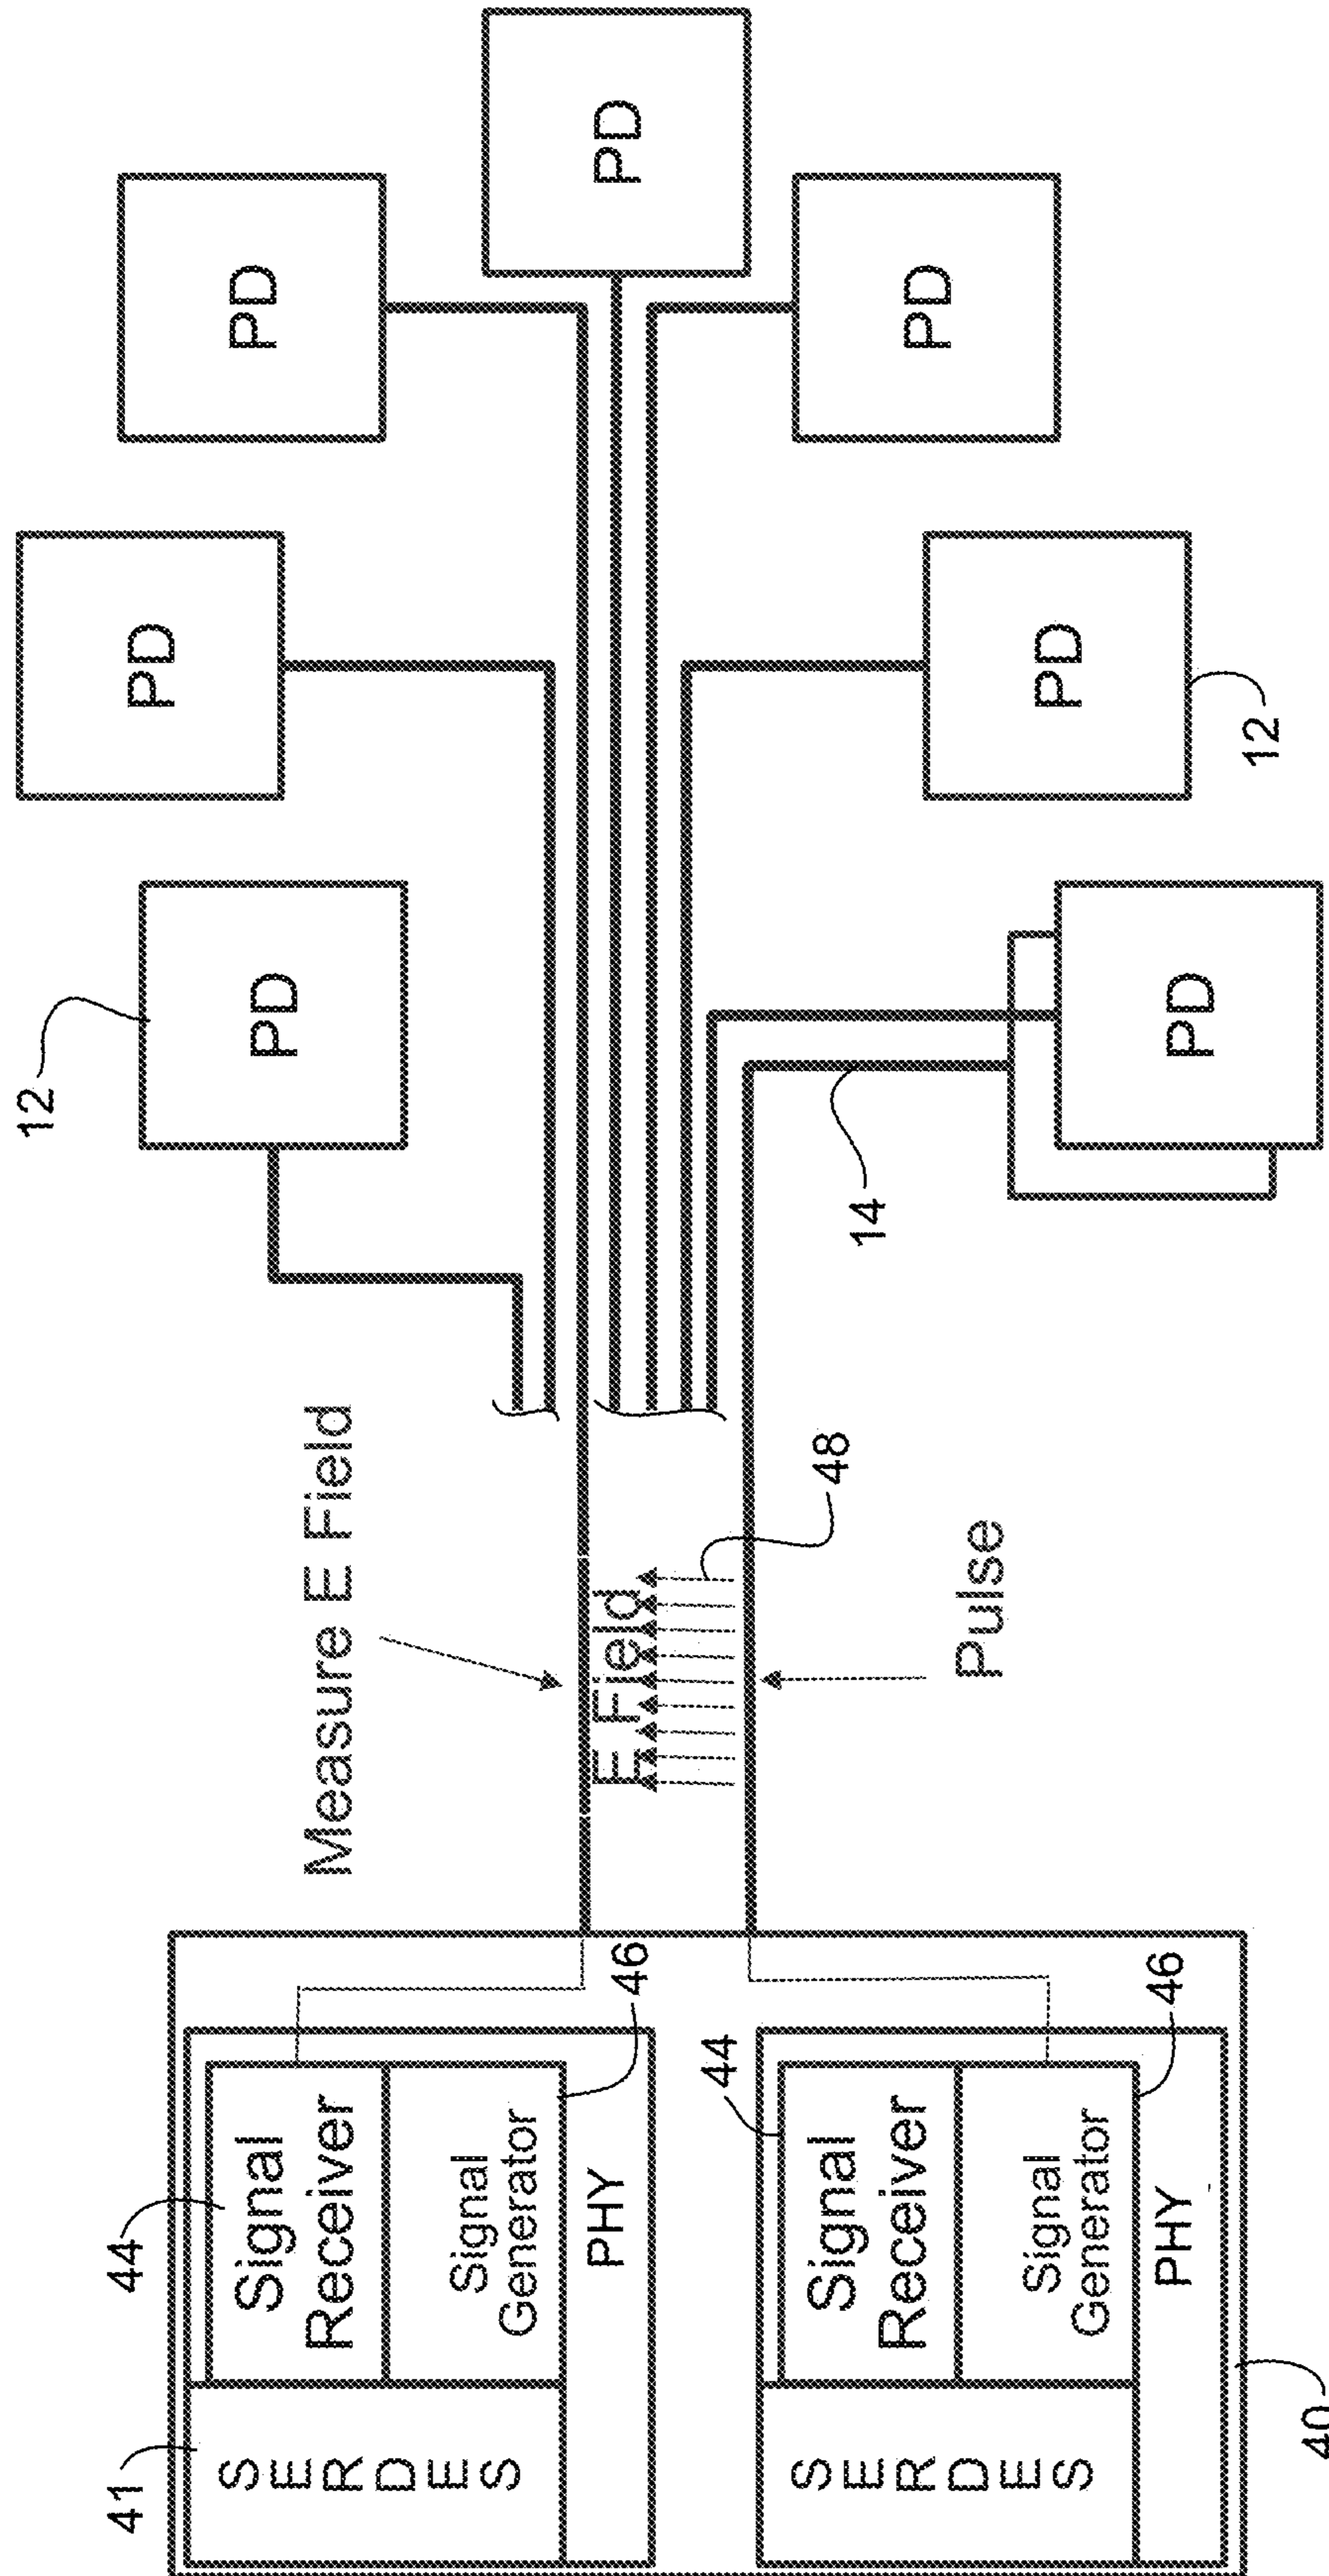 41
SERDES
44
Signal
Receiver
Signal
Generator
46
PHY
SERDES
44
Signal
Receiver
Signal
Generator
46
PHY
40
Measure E Field
E Field
48
Pulse
12
PD
PD
PD
PD
PD
PD
12
PD
14